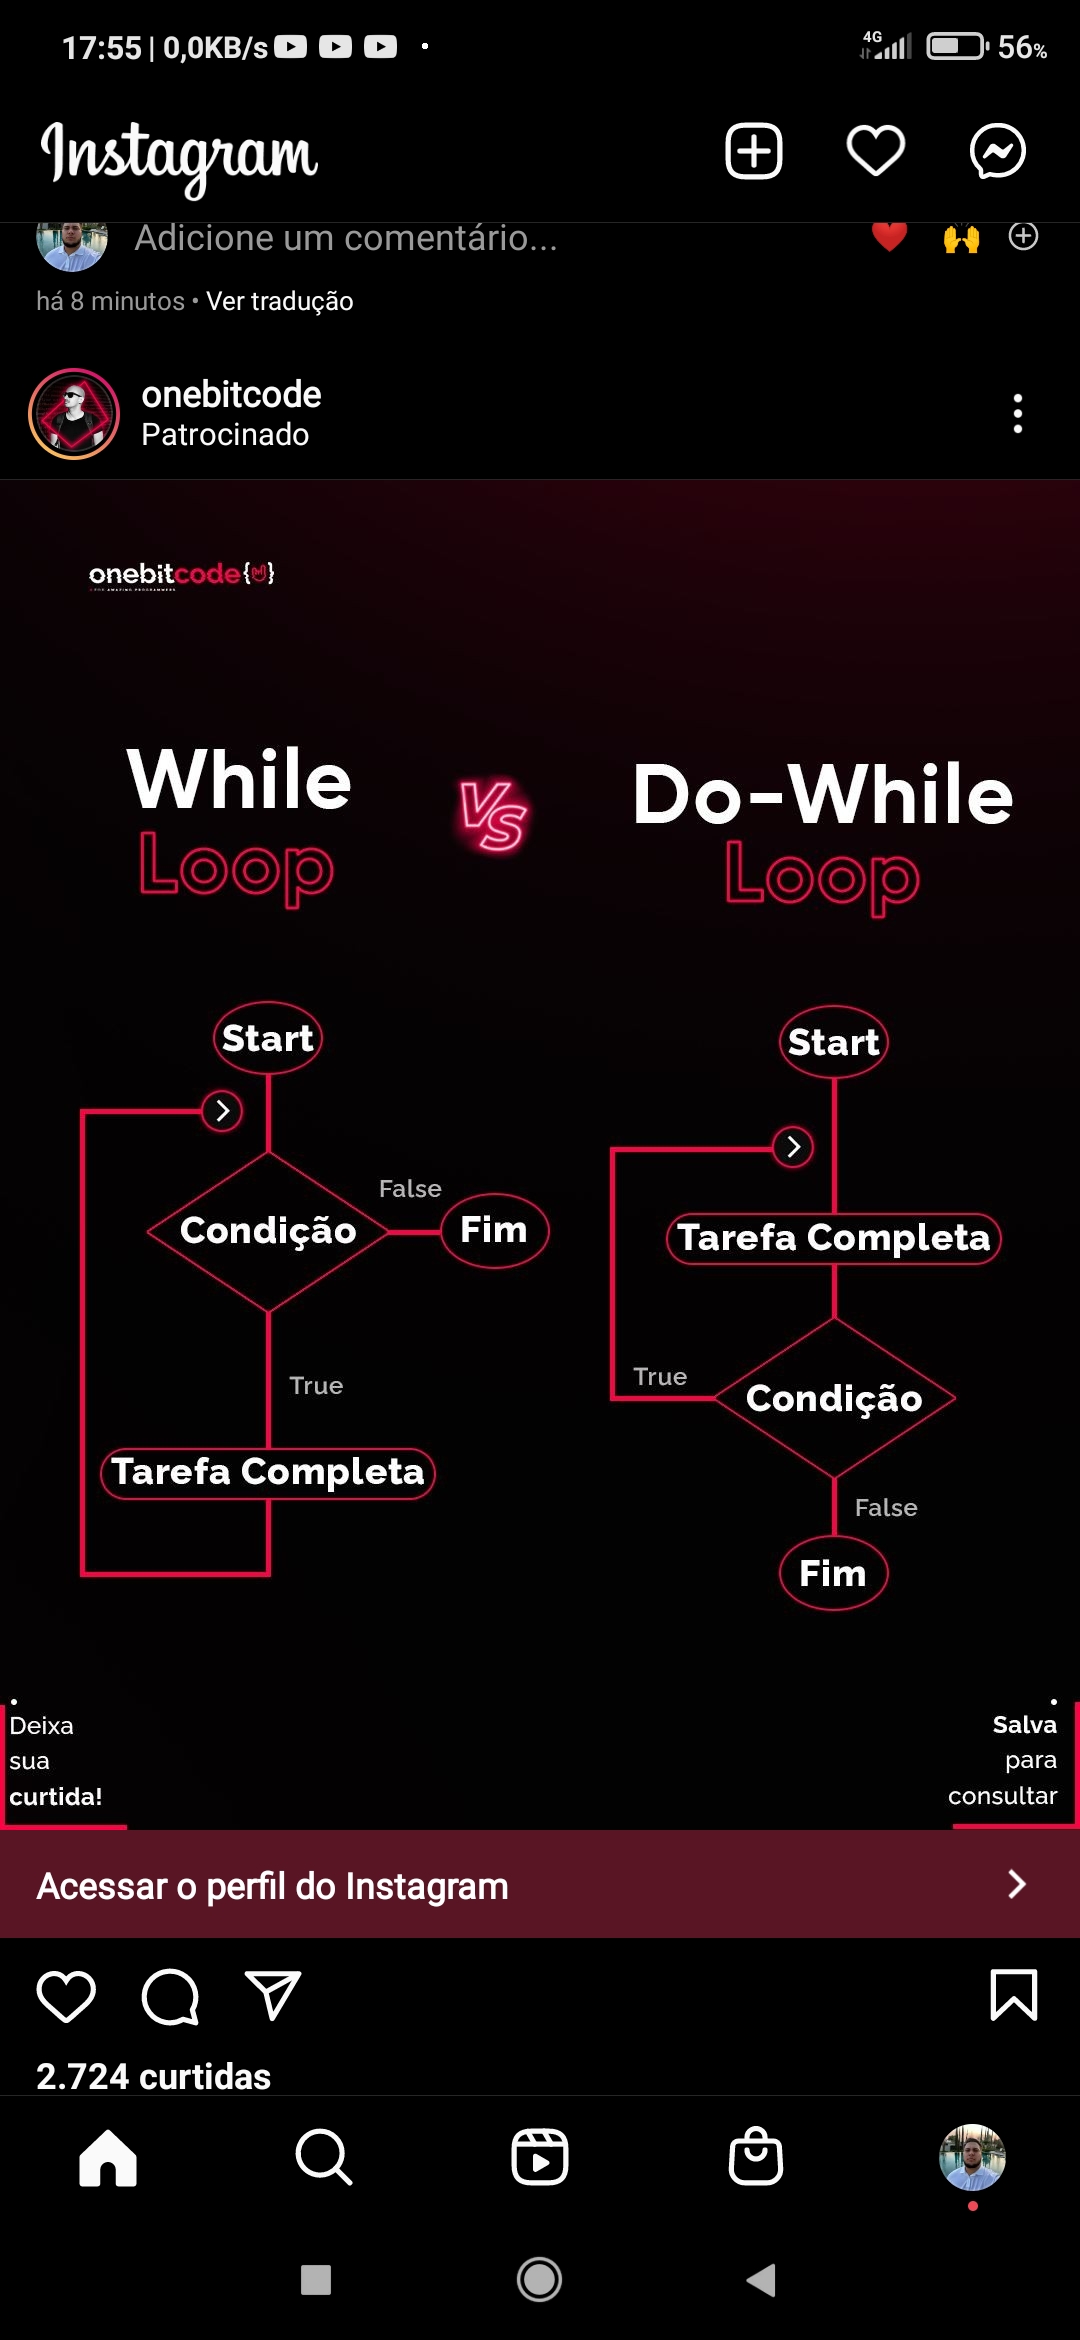 17:55 | 0,0KB/s
4G
56%
Instagram
Adicione um comentário...
há 8 minutos • Ver tradução
onebitcode
Patrocinado
onebitcode{}
While
Loop
VS
Do-While
Loop
Start
Condição
False
Fim
True
Tarefa Completa
Start
Tarefa Completa
True
Condição
False
Fim
Deixa
sua
curtida!
Salva
para
consultar
Acessar o perfil do Instagram
2.724 curtidas